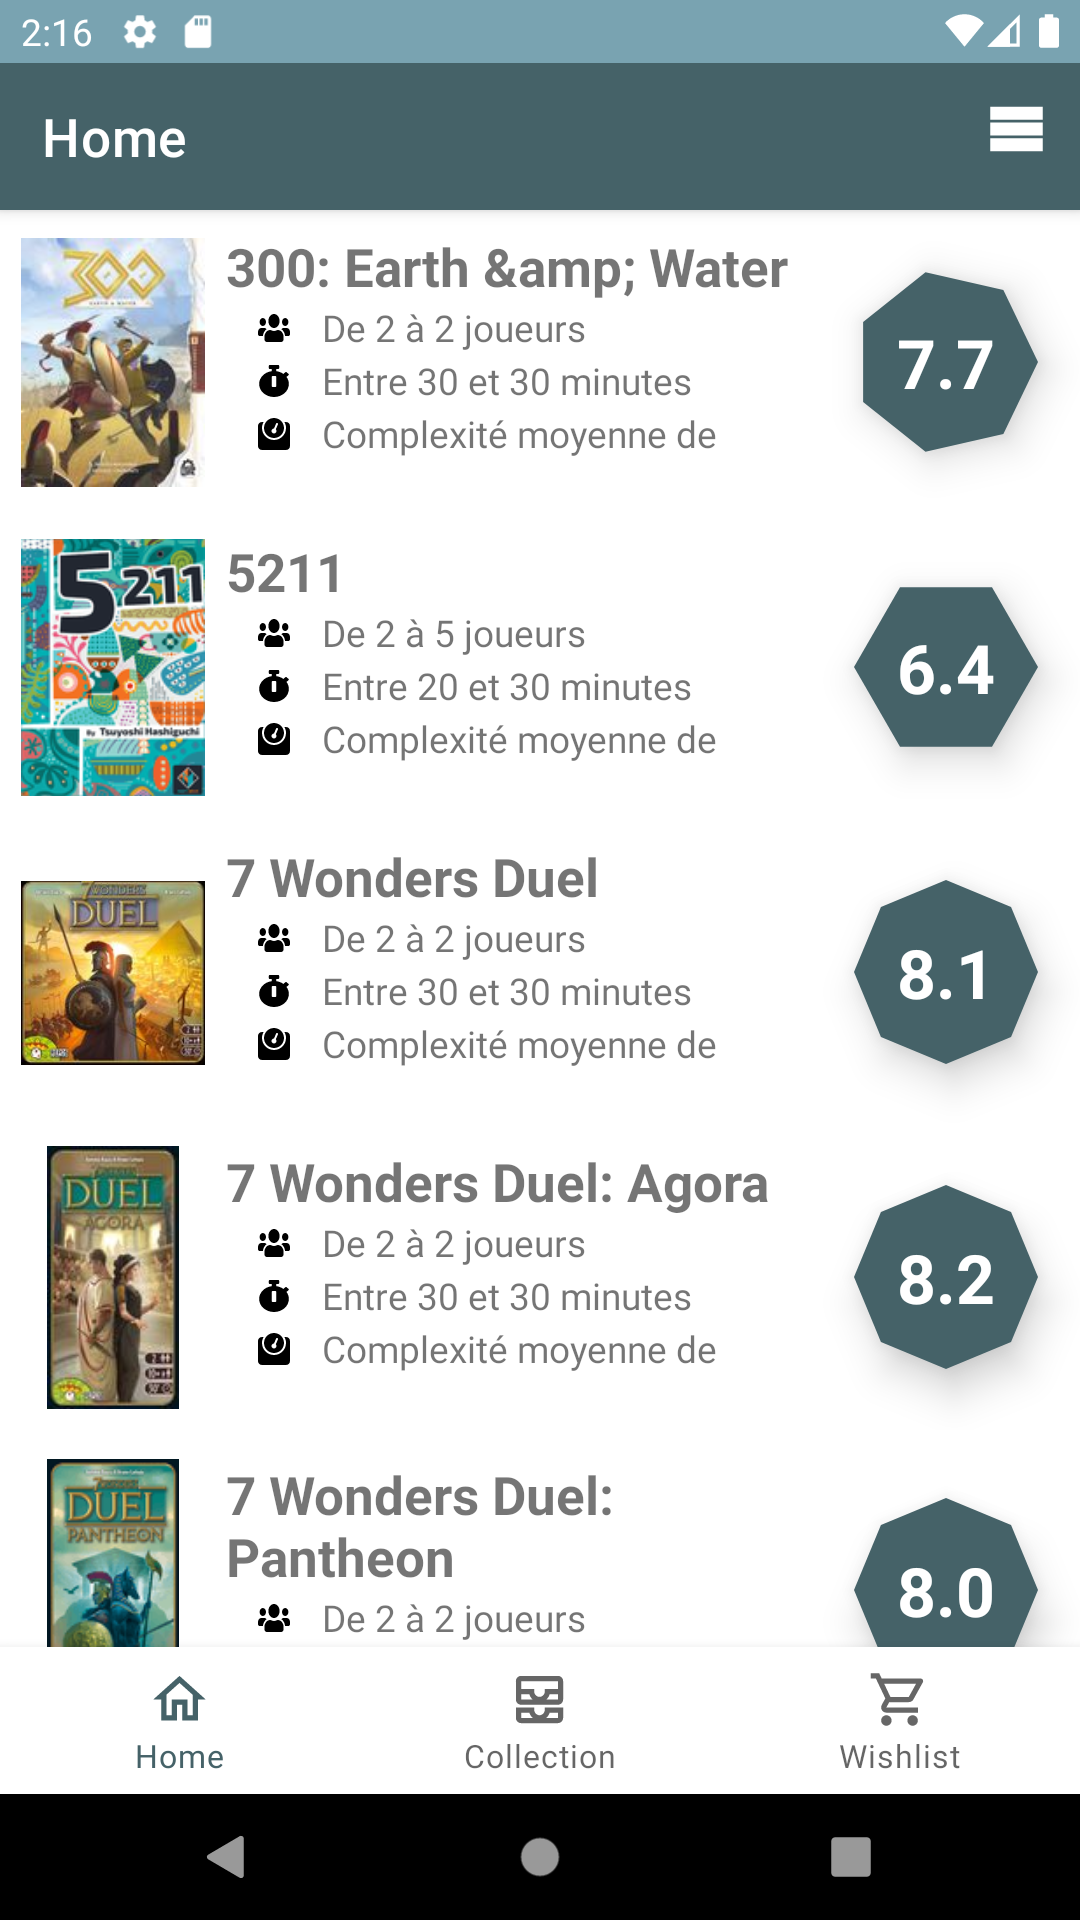 2:16
Home
300: Earth &amp; Water
De 2 à 2 joueurs
Entre 30 et 30 minutes
Complexité moyenne de
7.7
300
EARTH & WATER
5211
De 2 à 5 joueurs
Entre 20 et 30 minutes
Complexité moyenne de
6.4
5211
By Tsuyoshi Hashiguchi
7 Wonders Duel
De 2 à 2 joueurs
Entre 30 et 30 minutes
Complexité moyenne de
8.1
7 WONDERS
DUEL
7 Wonders Duel: Agora
De 2 à 2 joueurs
Entre 30 et 30 minutes
Complexité moyenne de
8.2
DUEL
AGORA
7 Wonders Duel:
Pantheon
De 2 à 2 joueurs
8.0
DUEL
PANTHEON
Home
Collection
Wishlist